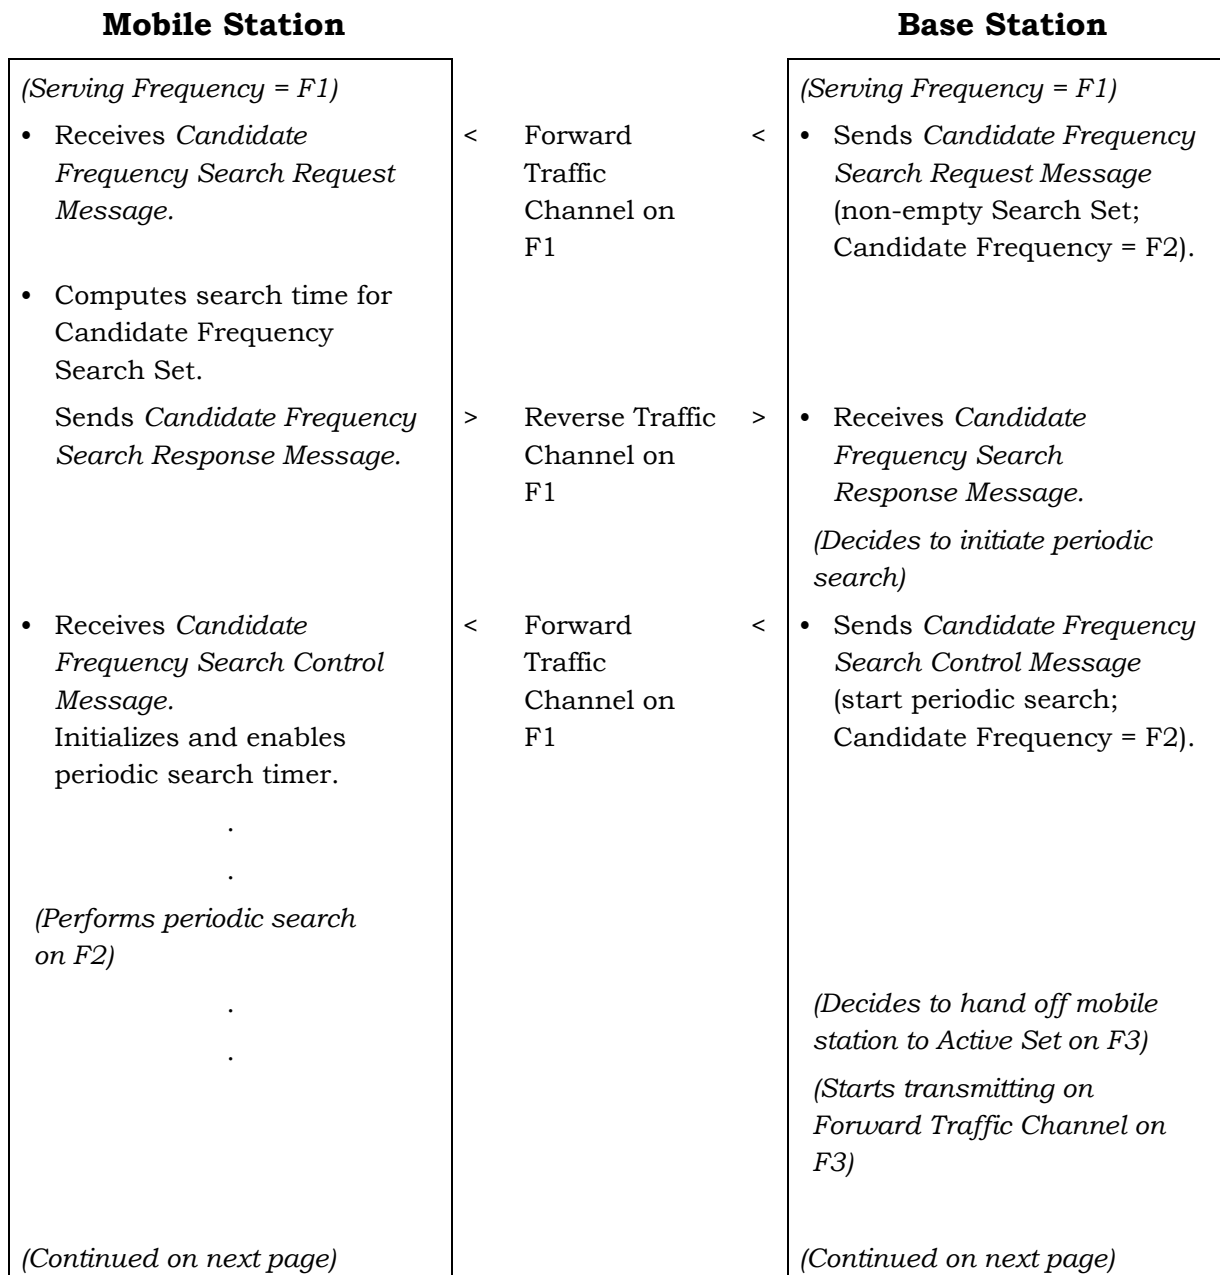 Mobile Station
Base Station
(Serving Frequency = F1)
(Serving Frequency = F1)
• Receives Candidate
Frequency Search Request
Message.
< Forward <
Traffic
Channel on
F1
• Sends Candidate Frequency
Search Request Message
(non-empty Search Set;
Candidate Frequency = F2).
• Computes search time for
Candidate Frequency
Search Set.
Sends Candidate Frequency
Search Response Message.
> Reverse Traffic >
Channel on
F1
• Receives Candidate
Frequency Search
Response Message.
(Decides to initiate periodic
search)
• Receives Candidate
Frequency Search Control
Message.
Initializes and enables
periodic search timer.
< Forward <
Traffic
Channel on
F1
• Sends Candidate Frequency
Search Control Message
(start periodic search;
Candidate Frequency = F2).
.
.
(Performs periodic search
on F2)
.
.
(Decides to hand off mobile
station to Active Set on F3)
(Starts transmitting on
Forward Traffic Channel on
F3)
(Continued on next page)
(Continued on next page)